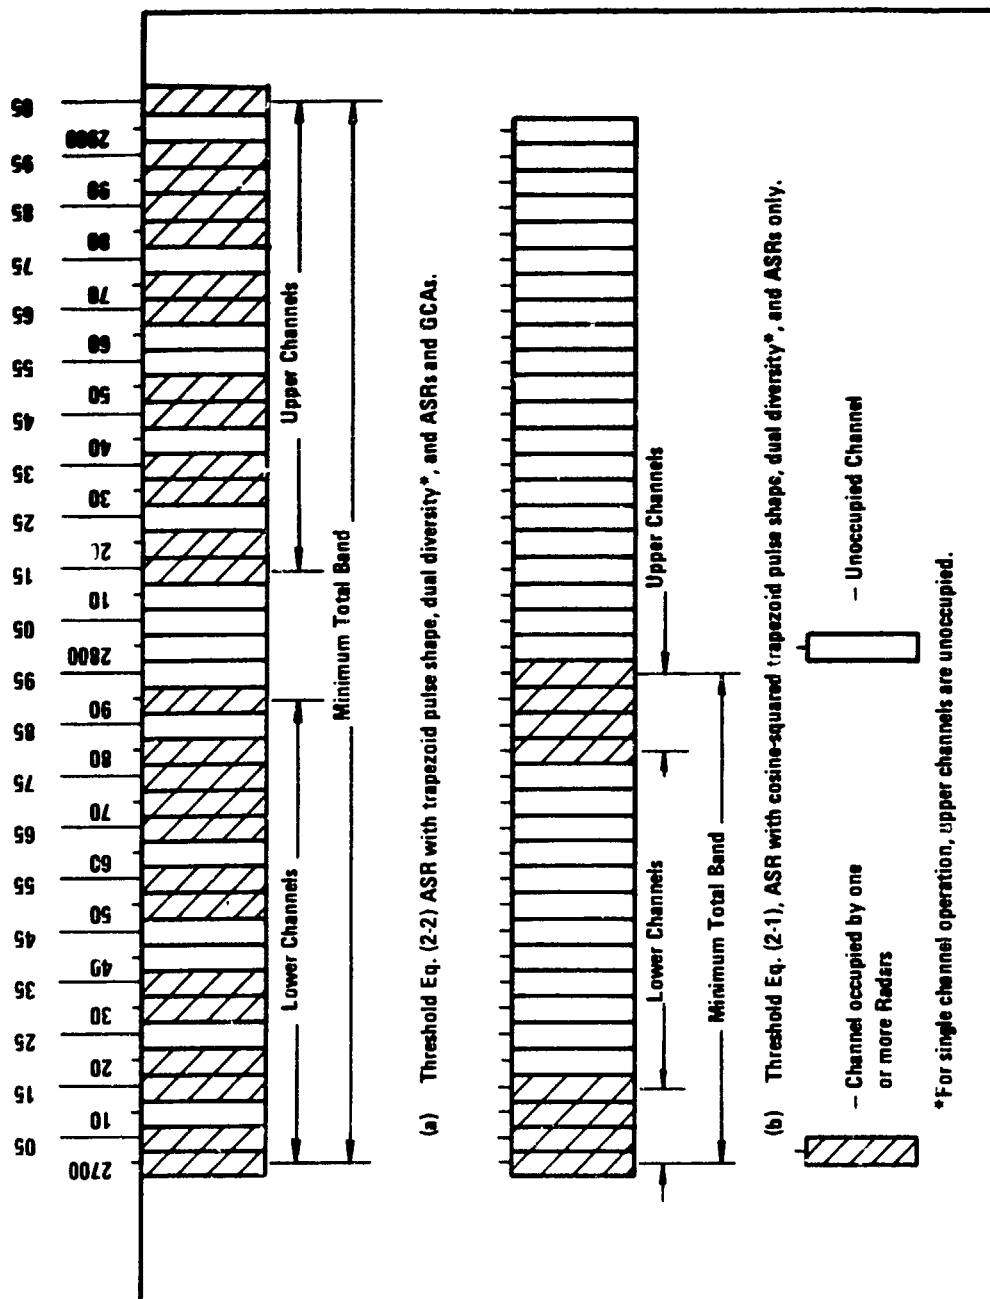 2700 05 10 15 20 25 30 35 40 45 50 55 60 65 70 75 80 85 90 95 2800 05 10 15 20 25 30 35 40 45 50 55 60 65 70 75 80 85 90 95 2900 05
Lower Channels
Upper Channels
Minimum Total Band
(a) Threshold Eq. (2-2) ASR with trapezoid pulse shape, dual diversity*, and ASRs and GCAs.
Lower Channels
Upper Channels
Minimum Total Band
(b) Threshold Eq. (2-1), ASR with cosine-squared trapezoid pulse shape, dual diversity*, and ASRs only.
– Channel occupied by one
or more Radars
– Unoccupied Channel
*For single channel operation, upper channels are unoccupied.